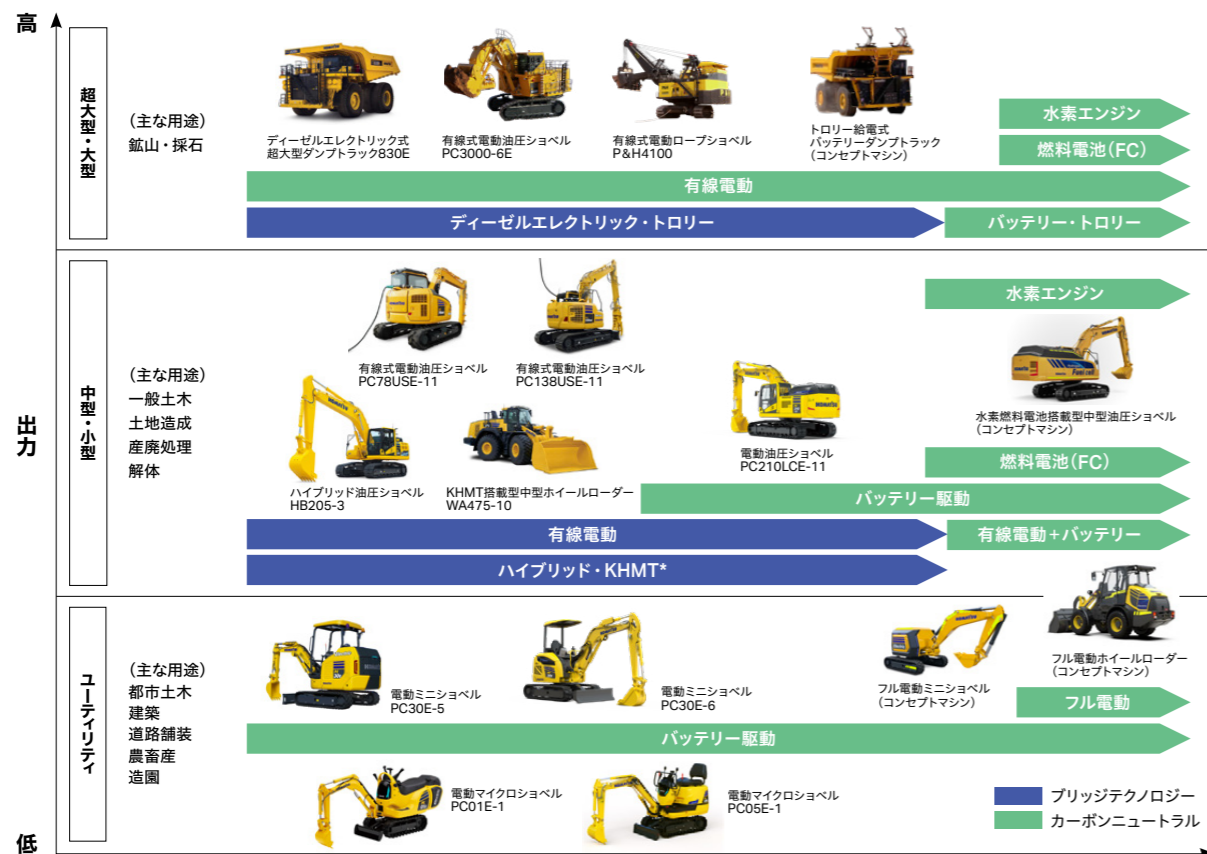 高
出力
低
超大型・大型
(主な用途)
鉱山・採石
ディーゼルエレクトリック式
超大型ダンプトラック830E
有線式電動油圧ショベル
PC3000-6E
有線式電動ロープショベル
P&H4100
トロリー給電式
バッテリーダンプトラック
(コンセプトマシン)
水素エンジン
燃料電池(FC)
有線電動
ディーゼルエレクトリック・トロリー
バッテリー・トロリー
中型・小型
(主な用途)
一般土木
土地造成
産廃処理
解体
有線式電動油圧ショベル
PC78USE-11
有線式電動油圧ショベル
PC138USE-11
水素エンジン
ハイブリッド油圧ショベル
HB205-3
KHMT搭載型中型ホイールローダー
WA475-10
電動油圧ショベル
PC210LCE-11
水素燃料電池搭載型中型油圧ショベル
(コンセプトマシン)
燃料電池(FC)
バッテリー駆動
有線電動
有線電動+バッテリー
ハイブリッド・KHMT*
ユーティリティ
(主な用途)
都市土木
建築
道路舗装
農畜産
造園
電動ミニショベル
PC30E-5
電動ミニショベル
PC30E-6
フル電動ミニショベル
(コンセプトマシン)
フル電動ホイールローダー
(コンセプトマシン)
フル電動
バッテリー駆動
電動マイクロショベル
PC01E-1
電動マイクロショベル
PC05E-1
ブリッジテクノロジー
カーボンニュートラル